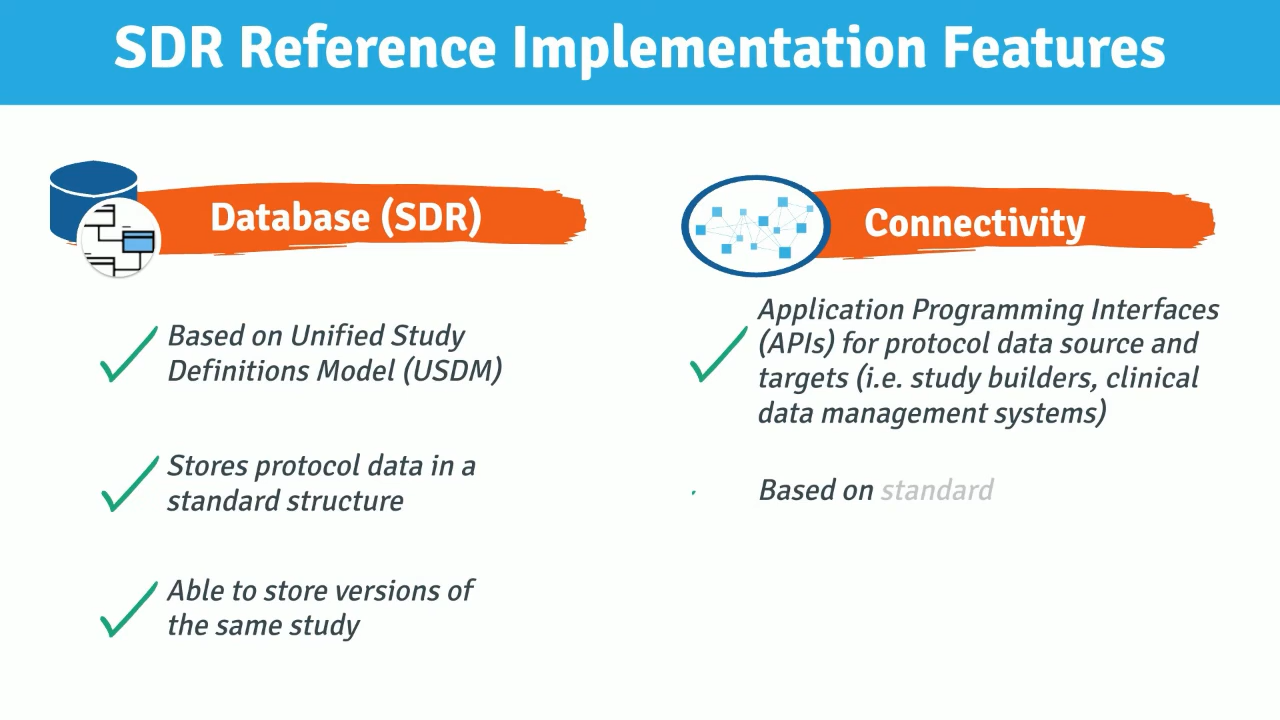 SDR Reference Implementation Features
Database (SDR)
Based on Unified Study
Definitions Model (USDM)
Stores protocol data in a
standard structure
Able to store versions of
the same study
Connectivity
Application Programming Interfaces
(APIs) for protocol data source and
targets (i.e. study builders, clinical
data management systems)
Based on standard